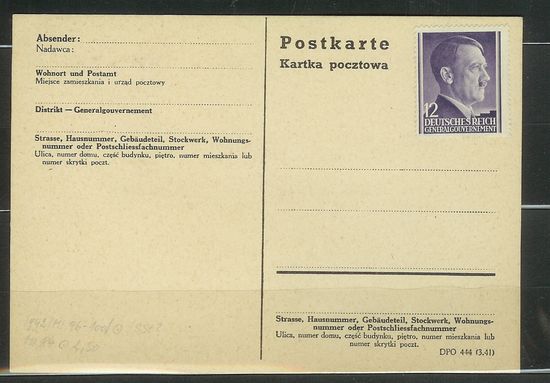 Absender:
Nadawca:
Wohnort und Postamt
Miejsce zamieszkania i urząd pocztowy
Distrikt — Generalgouvernement
Strasse, Hausnummer, Gebäudeteil, Stockwerk, Wohnungs-
nummer oder Postschliessfachnummer
Ulica, numer domu, część budynku, piętro, numer mieszkania lub
numer skrytki poczt.
Postkarte
Kartka pocztowa
12
DEUTSCHES REICH
GENERALGOUVERNEMENT
Strasse, Hausnummer, Gebäudeteil, Stockwerk, Wohnungs-
nummer oder Postschliessfachnummer
Ulica, numer domu, część budynku, piętro, numer mieszkania lub
numer skrytki poczt.
DPO 444 (3.41)